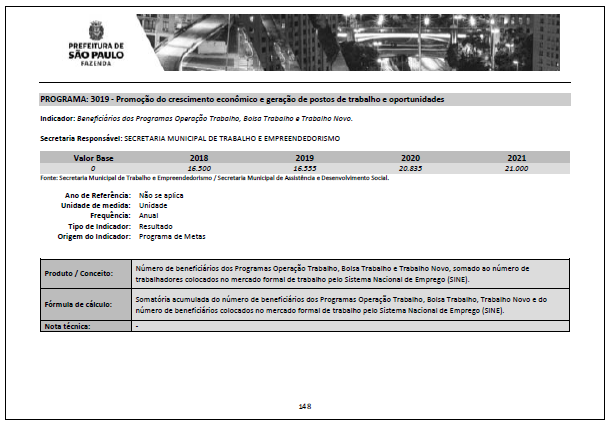 PREFEITURA DE
SÃO PAULO
FAZENDA
PROGRAMA: 3019 - Promoção do crescimento econômico e geração de postos de trabalho e oportunidades
Indicador: Beneficiários dos Programas Operação Trabalho, Bolsa Trabalho e Trabalho Novo.
Secretaria Responsável: SECRETARIA MUNICIPAL DE TRABALHO E EMPREENDEDORISMO
Valor Base 2018 2019 2020 2021
0 16.500 16.555 20.835 21.000
Fonte: Secretaria Municipal de Trabalho e Empreendedorismo / Secretaria Municipal de Assistência e Desenvolvimento Social.
Ano de Referência: Não se aplica
Unidade de medida: Unidade
Frequência: Anual
Tipo de Indicador: Resultado
Origem do Indicador: Programa de Metas
Produto / Conceito: Número de beneficiários dos Programas Operação Trabalho, Bolsa Trabalho e Trabalho Novo, somado ao número de
trabalhadores colocados no mercado formal de trabalho pelo Sistema Nacional de Emprego (SINE).
Fórmula de cálculo: Somatória acumulada do número de beneficiários dos Programas Operação Trabalho, Bolsa Trabalho, Trabalho Novo e do
número de beneficiários colocados no mercado formal de trabalho pelo Sistema Nacional de Emprego (SINE).
Nota técnica: -
148